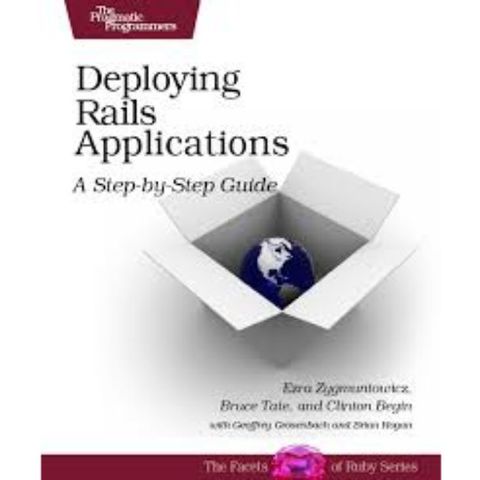 The
Pragmatic
Programmers
Deploying
Rails
Applications
A Step-by-Step Guide
Ezra Zygmuntowicz,
Bruce Tate, and Clinton Begin
with Geoffrey Grosenbach and Brian Hogan
The Facets of Ruby Series